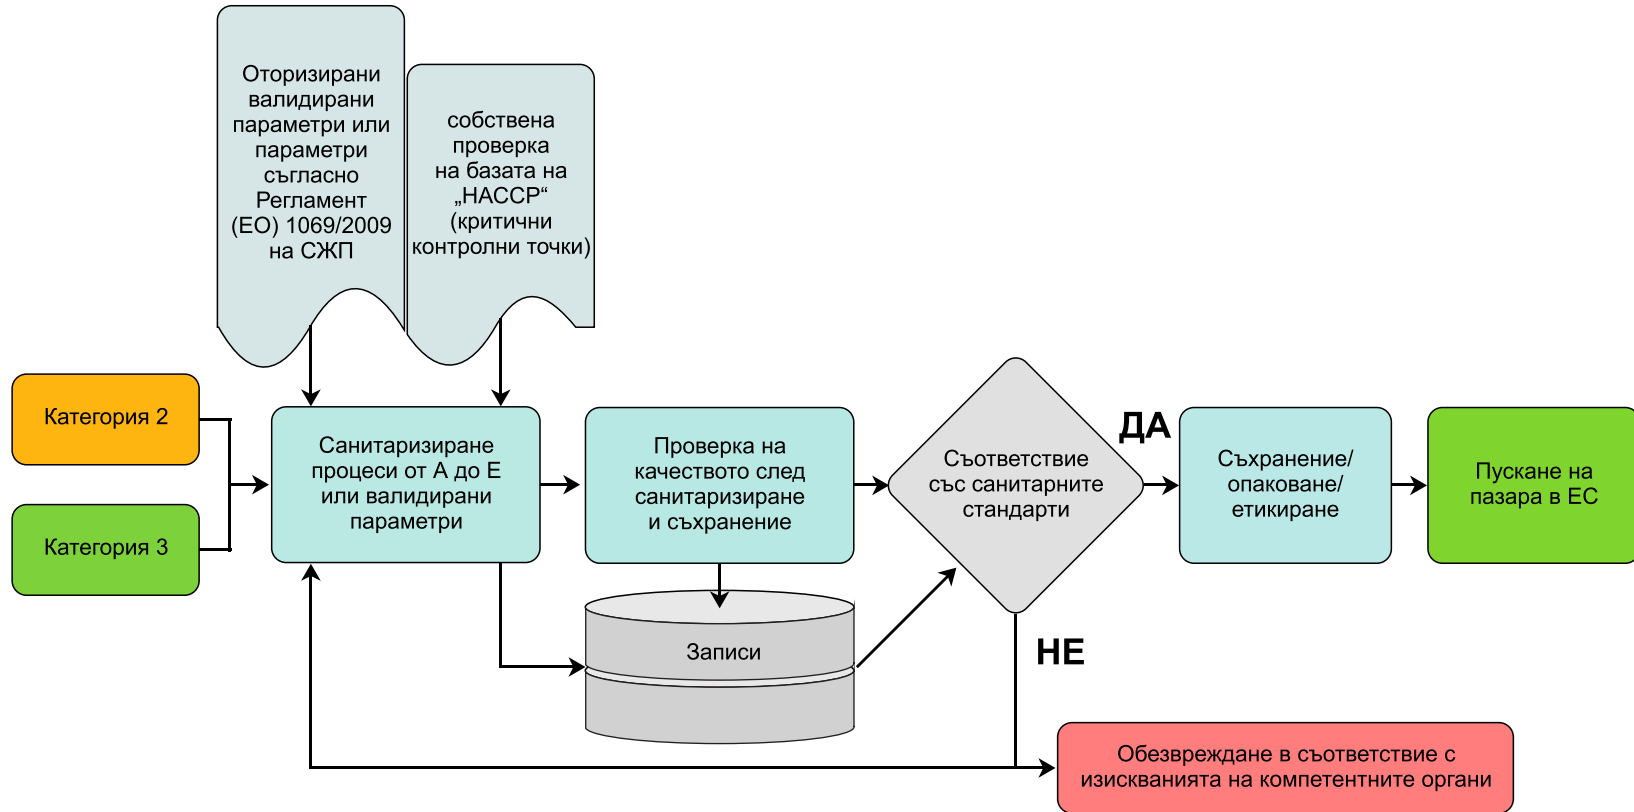 Оторизирани
валидирани
параметри или
параметри
съгласно
Регламент
(ЕО) 1069/2009
на СЖП
собствена
проверка
на базата на
„НАССР“
(критични
контролни точки)
Категория 2
Категория 3
Санитаризиране
процеси от А до Е
или валидирани
параметри
Проверка на
качеството след
санитаризиране
и съхранение
Записи
Съответствие
със санитарните
стандарти
ДА
НЕ
Съхранение/
опаковане/
етикиране
Пускане на
пазара в ЕС
Обезвреждане в съответствие с
изискванията на компетентните органи